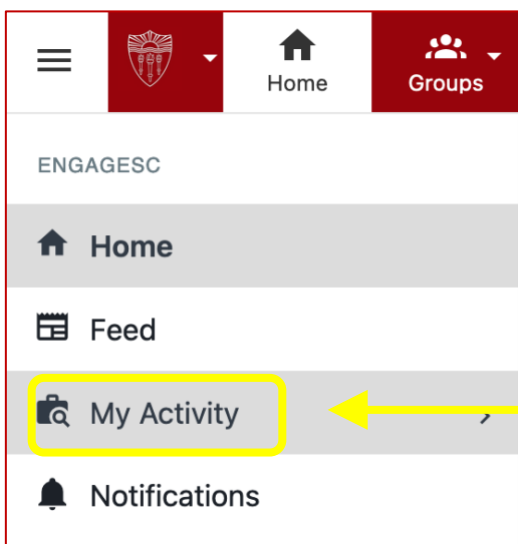 Home
Groups
ENGAGESC
Home
Feed
My Activity
Notifications